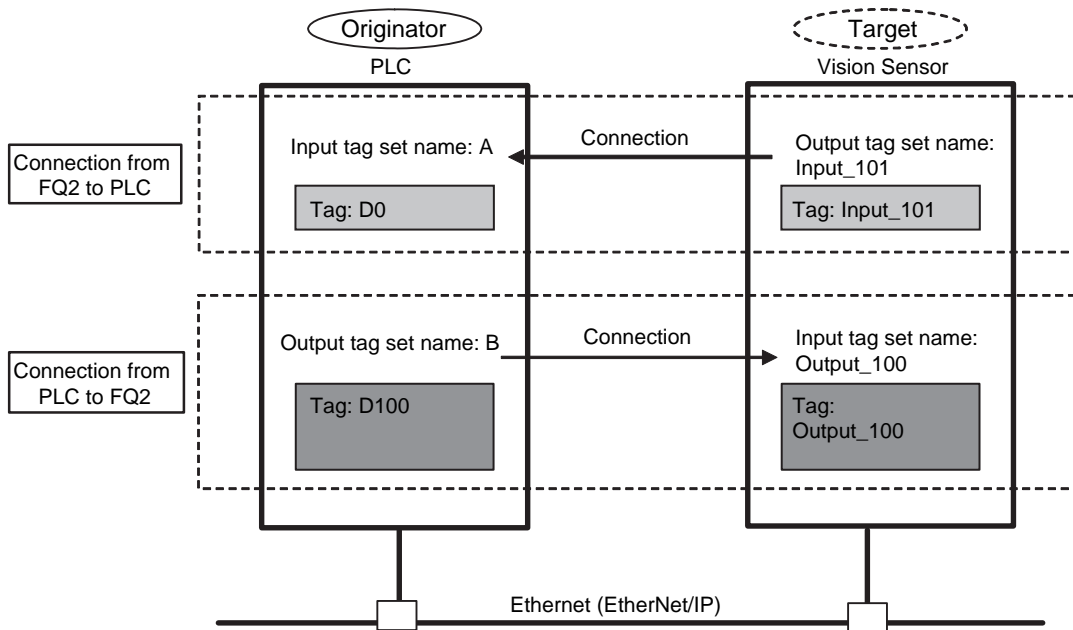 Originator
Target
PLC
Vision Sensor
Connection from
FQ2 to PLC
Input tag set name: A
Connection
Output tag set name:
Input_101
Tag: D0
Tag: Input_101
Connection from
PLC to FQ2
Output tag set name: B
Connection
Input tag set name:
Output_100
Tag: D100
Tag:
Output_100
Ethernet (EtherNet/IP)